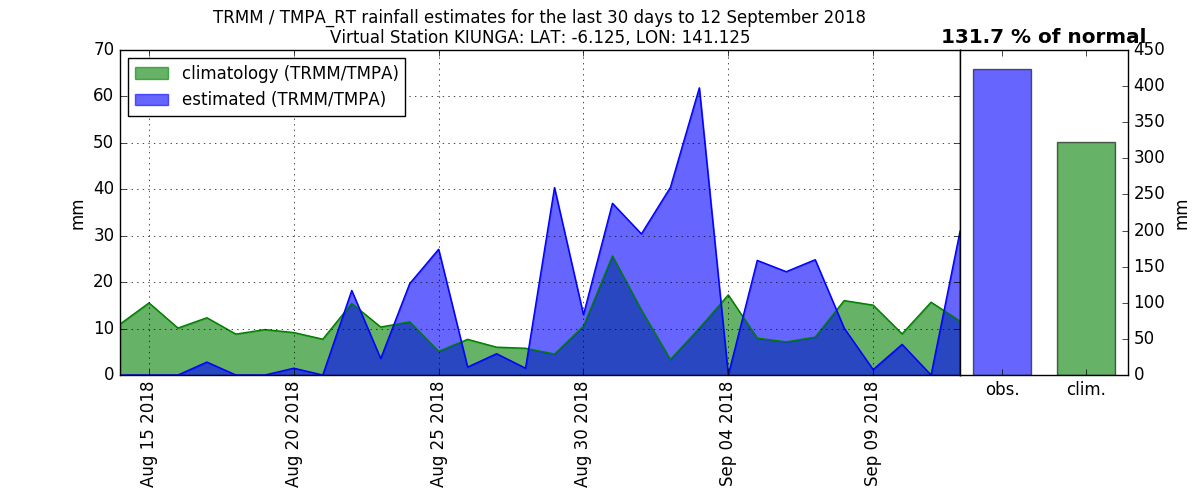 TRMM / TMPA_RT rainfall estimates for the last 30 days to 12 September 2018
Virtual Station KIUNGA: LAT: -6.125, LON: 141.125
131.7 % of normal
climatology (TRMM/TMPA)
estimated (TRMM/TMPA)
70
60
50
40
30
20
10
0
mm
Aug 15 2018
Aug 20 2018
Aug 25 2018
Aug 30 2018
Sep 04 2018
Sep 09 2018
obs.
clim.
450
400
350
300
250
200
150
100
50
0
mm